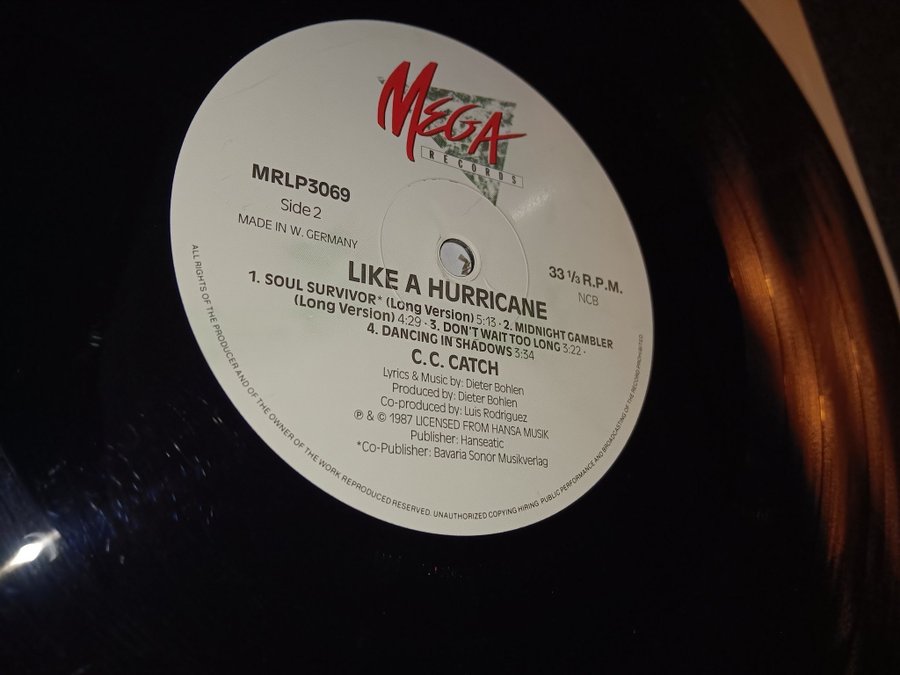 MEGA
RECORDS
MRLP3069
Side 2
MADE IN W. GERMANY
33 1/3 R.P.M.
NCB
LIKE A HURRICANE
1. SOUL SURVIVOR* (Long Version) 5:13 · 2. MIDNIGHT GAMBLER
(Long Version) 4:29 · 3. DON'T WAIT TOO LONG 3:22 ·
4. DANCING IN SHADOWS 3:34
C. C. CATCH
Lyrics & Music by: Dieter Bohlen
Produced by: Dieter Bohlen
Co-produced by: Luis Rodriguez
℗ & © 1987 LICENSED FROM HANSA MUSIK
Publisher: Hanseatic
*Co-Publisher: Bavaria Sonor Musikverlag
ALL RIGHTS OF THE PRODUCER AND OF THE OWNER OF THE WORK REPRODUCED RESERVED. UNAUTHORIZED COPYING HIRING PUBLIC PERFORMANCE AND BROADCASTING OF THE RECORD PROHIBITED